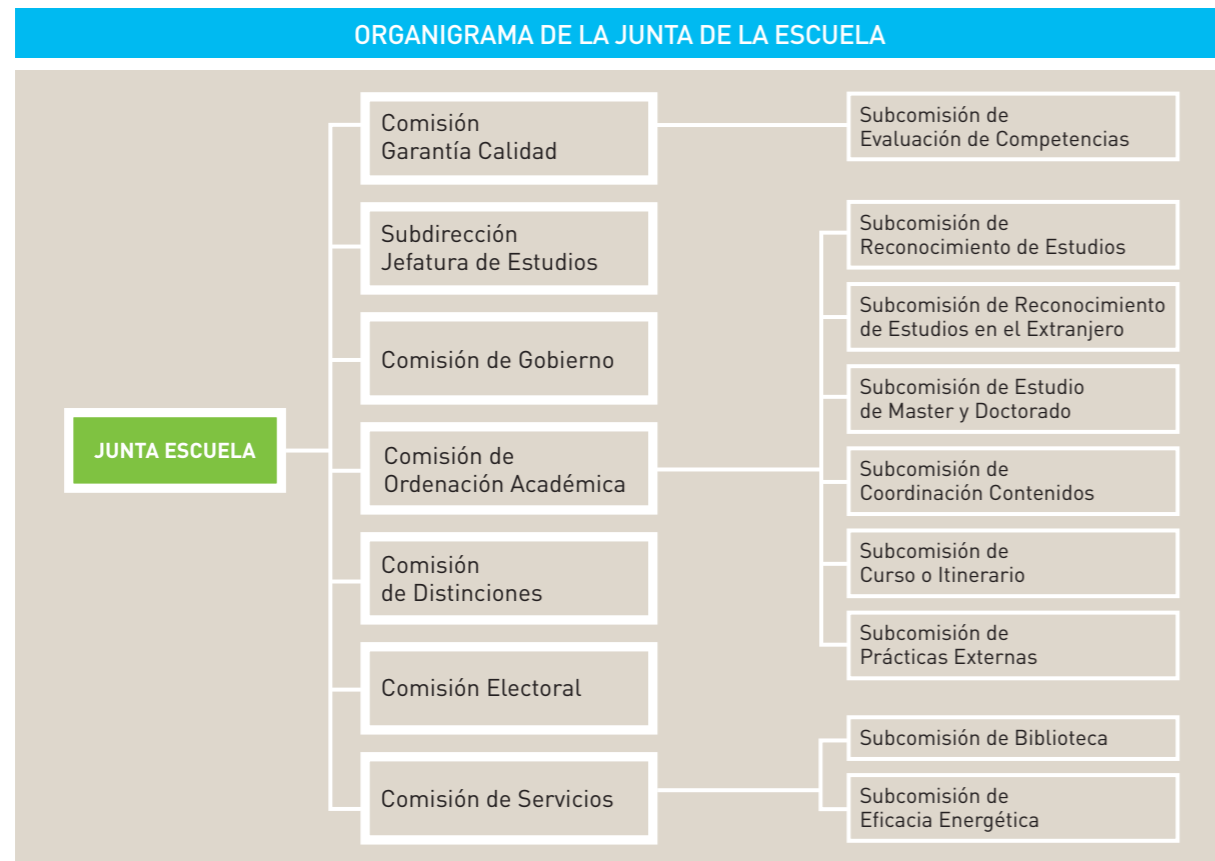 ORGANIGRAMA DE LA JUNTA DE LA ESCUELA
JUNTA ESCUELA
Comisión
Garantía Calidad
Subdirección
Jefatura de Estudios
Comisión de Gobierno
Comisión de
Ordenación Académica
Comisión
de Distinciones
Comisión Electoral
Comisión de Servicios
Subcomisión de
Evaluación de Competencias
Subcomisión de
Reconocimiento de Estudios
Subcomisión de Reconocimiento
de Estudios en el Extranjero
Subcomisión de Estudio
de Master y Doctorado
Subcomisión de
Coordinación Contenidos
Subcomisión de
Curso o Itinerario
Subcomisión de
Prácticas Externas
Subcomisión de Biblioteca
Subcomisión de
Eficacia Energética